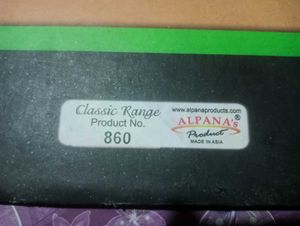 Classic Range
Product No.
860
www.alpanaproducts.com
ALPANA's®
Product
MADE IN ASIA